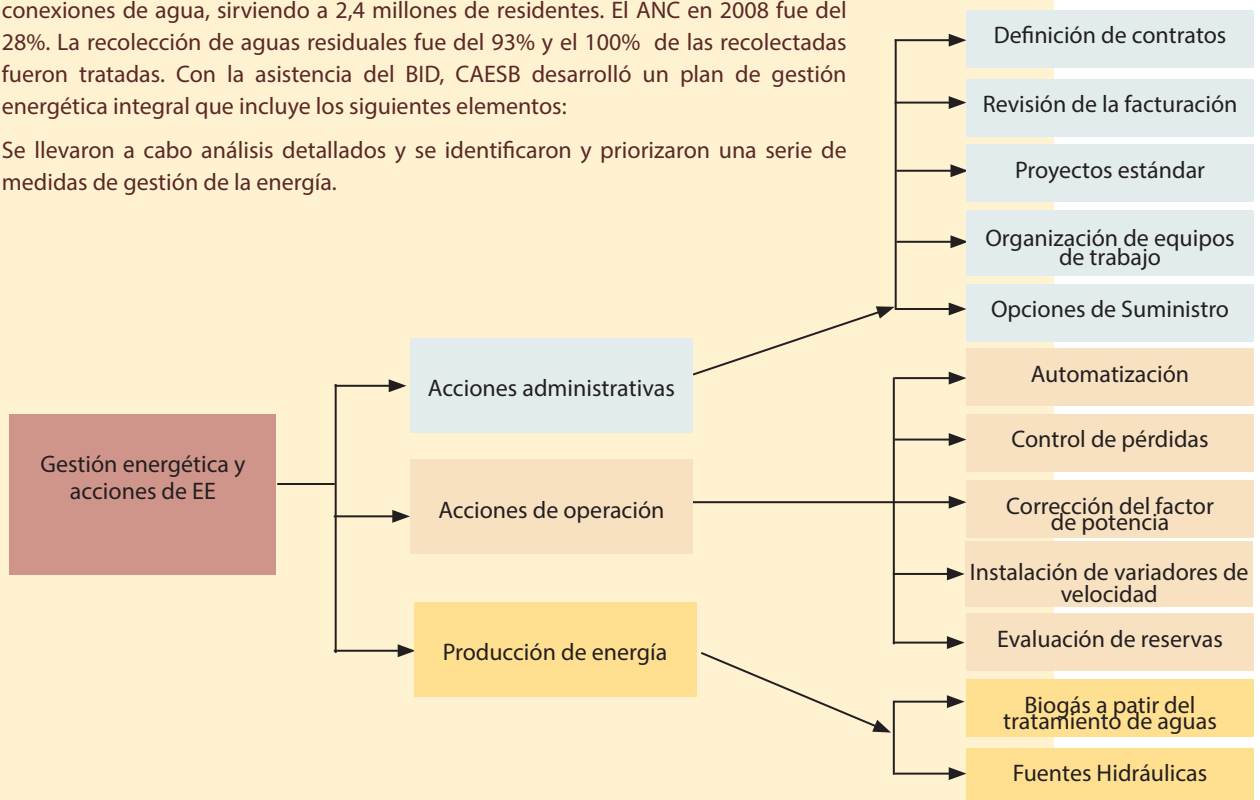 conexiones de agua, sirviendo a 2,4 millones de residentes. El ANC en 2008 fue del
28%. La recolección de aguas residuales fue del 93% y el 100% de las recolectadas
fueron tratadas. Con la asistencia del BID, CAESB desarrolló un plan de gestión
energética integral que incluye los siguientes elementos:
Se llevaron a cabo análisis detallados y se identificaron y priorizaron una serie de
medidas de gestión de la energía.
Gestión energética y
acciones de EE
Acciones administrativas
Acciones de operación
Producción de energía
Definición de contratos
Revisión de la facturación
Proyectos estándar
Organización de equipos
de trabajo
Opciones de Suministro
Automatización
Control de pérdidas
Corrección del factor
de potencia
Instalación de variadores de
velocidad
Evaluación de reservas
Biogás a patir del
tratamiento de aguas
Fuentes Hidráulicas